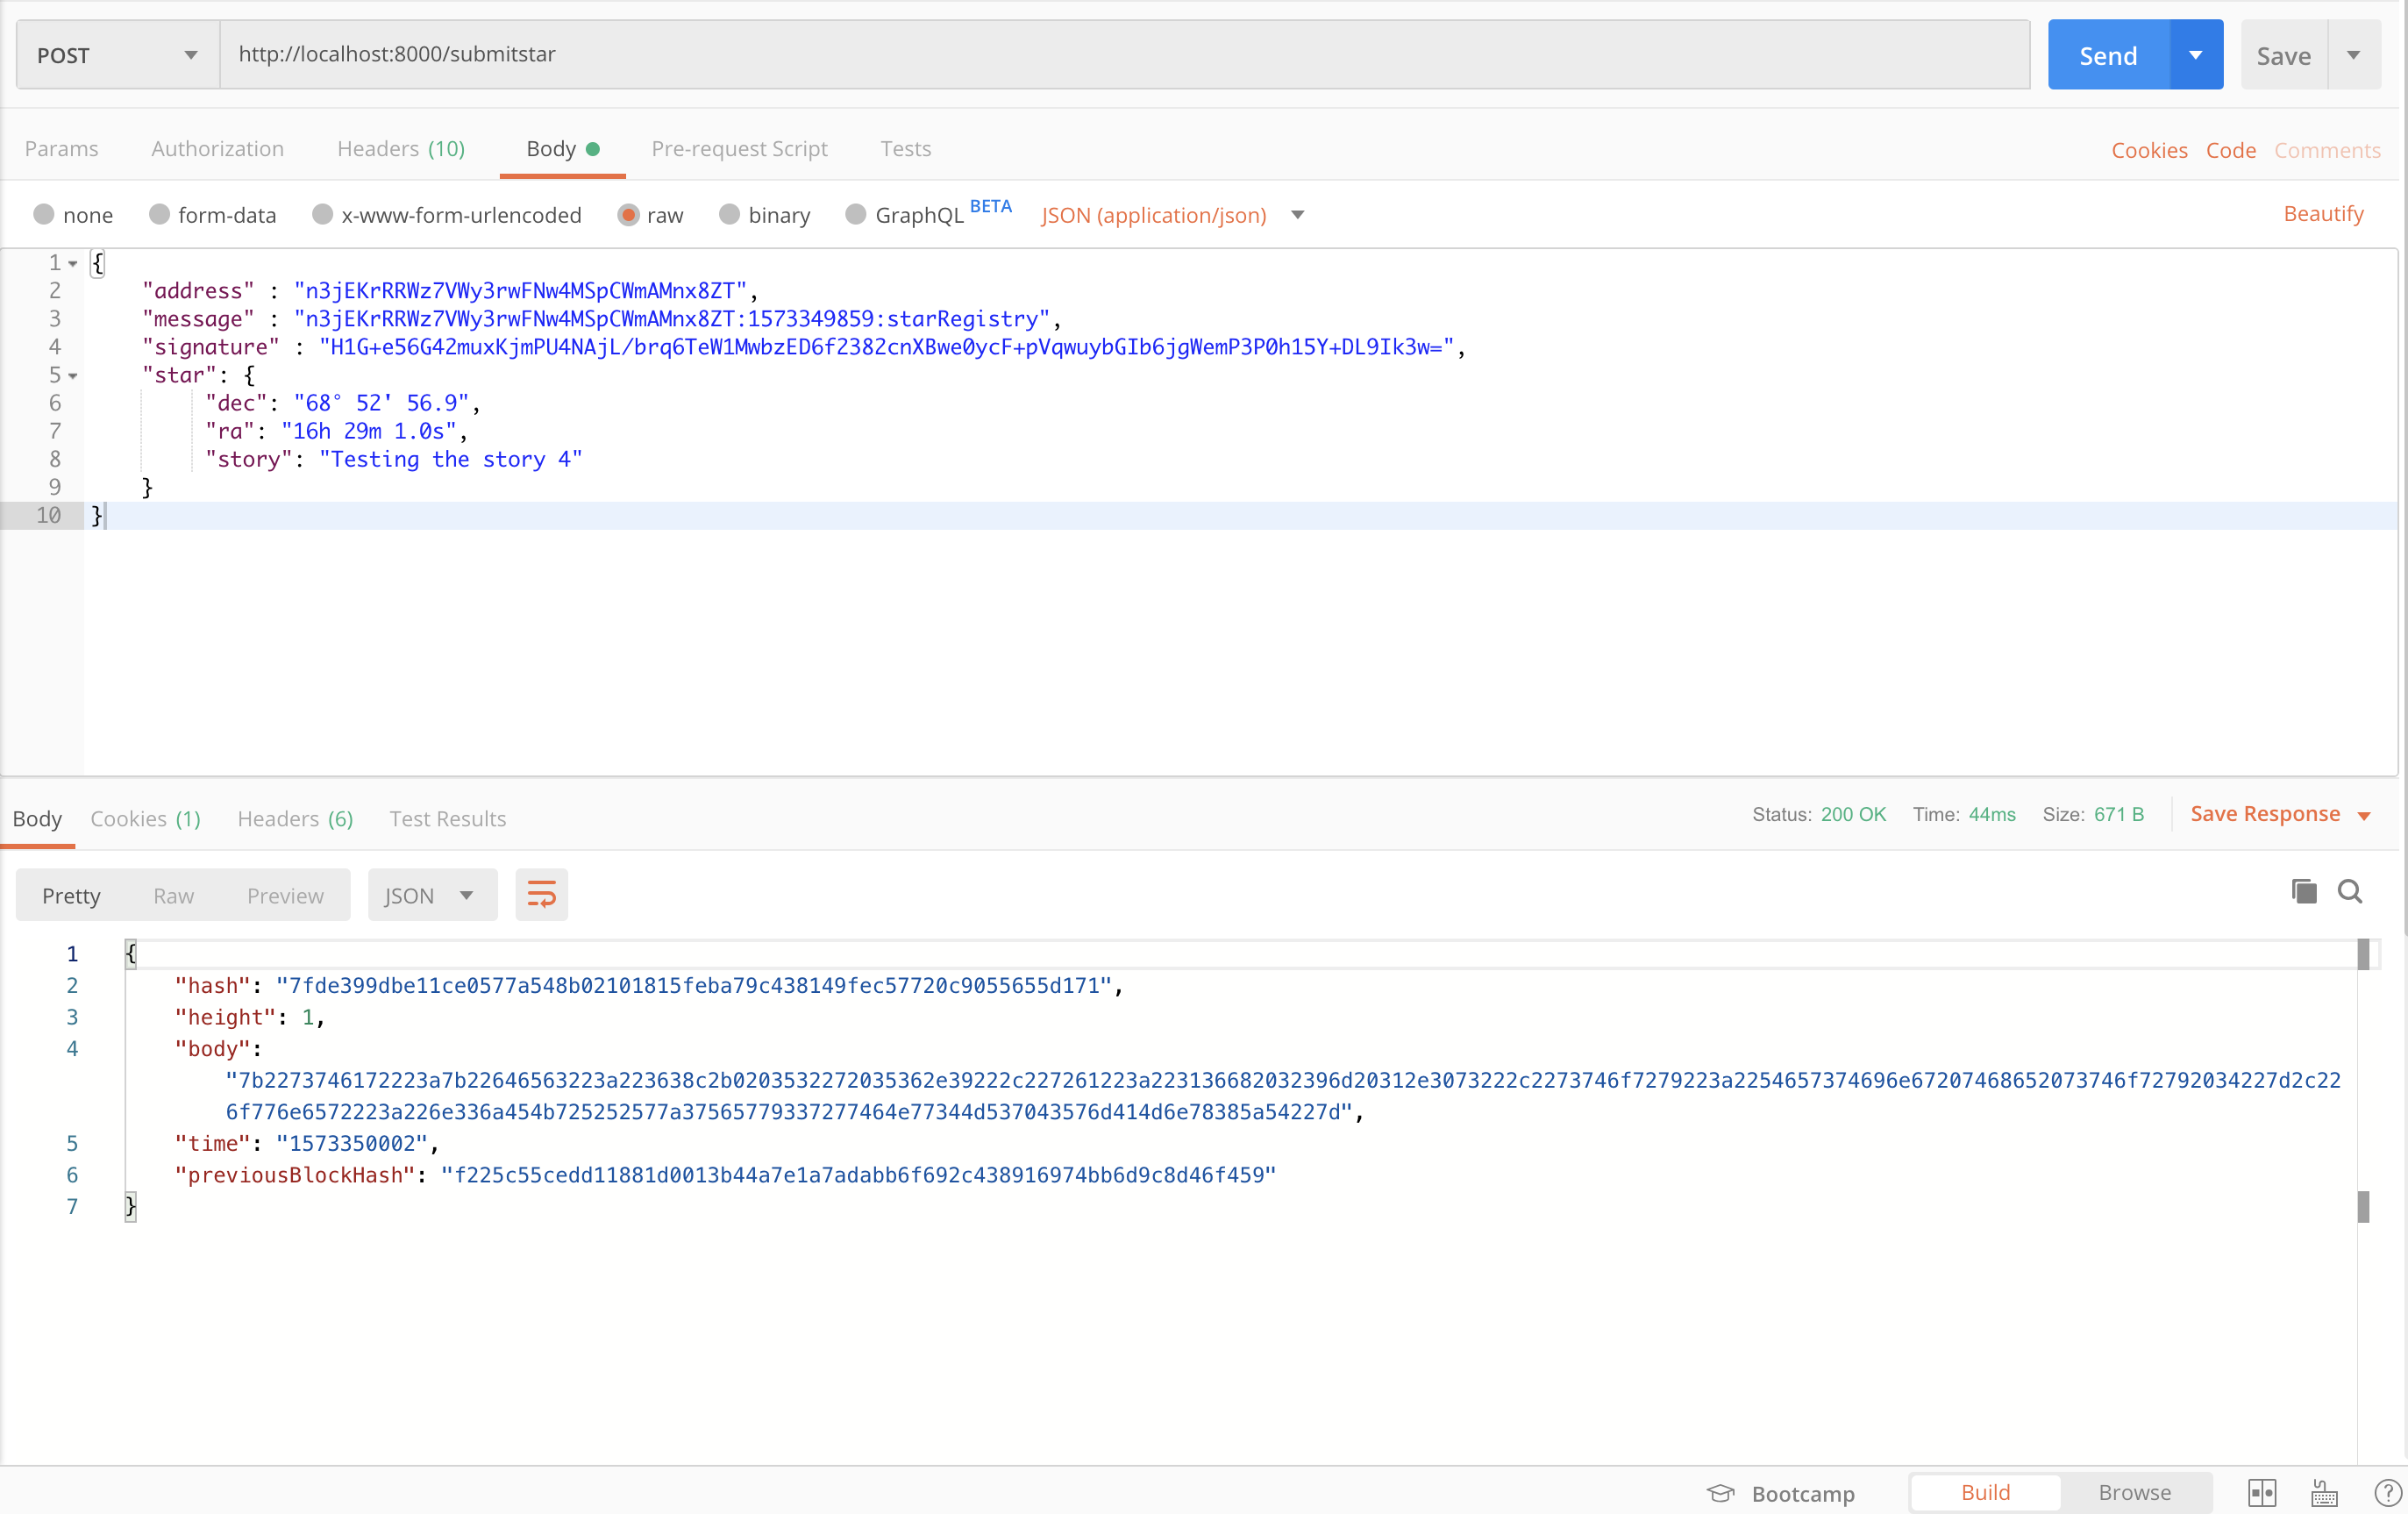 POST http://localhost:8000/submitstar Send Save
Params Authorization Headers (10) Body Pre-request Script Tests Cookies Code Comments
none form-data x-www-form-urlencoded raw binary GraphQL BETA JSON (application/json) Beautify
1 {
2 "address" : "n3jEKrRRWz7VWy3rwFNw4MSpCWmAMnx8ZT",
3 "message" : "n3jEKrRRWz7VWy3rwFNw4MSpCWmAMnx8ZT:1573349859:starRegistry",
4 "signature" : "H1G+e56G42muxKjmPU4NAjL/brq6TeW1MwbzED6f2382cnXBwe0ycF+pVqwuybGIb6jgWemP3P0h15Y+DL9Ik3w=",
5 "star": {
6 "dec": "68° 52' 56.9",
7 "ra": "16h 29m 1.0s",
8 "story": "Testing the story 4"
9 }
10 }
Body Cookies (1) Headers (6) Test Results Status: 200 OK Time: 44ms Size: 671 B Save Response
Pretty Raw Preview JSON
1 {
2 "hash": "7fde399dbe11ce0577a548b02101815feba79c438149fec57720c9055655d171",
3 "height": 1,
4 "body":
"7b2273746172223a7b22646563223a223638c2b0203532272035362e39222c227261223a223136682032396d20312e3073222c2273746f7279223a2254657374696e67207468652073746f72792034227d2c22
6f776e6572223a226e336a454b725252577a37565779337277464e77344d537043576d414d6e78385a54227d",
5 "time": "1573350002",
6 "previousBlockHash": "f225c55cedd11881d0013b44a7e1a7adabb6f692c438916974bb6d9c8d46f459"
7 }
Bootcamp Build Browse